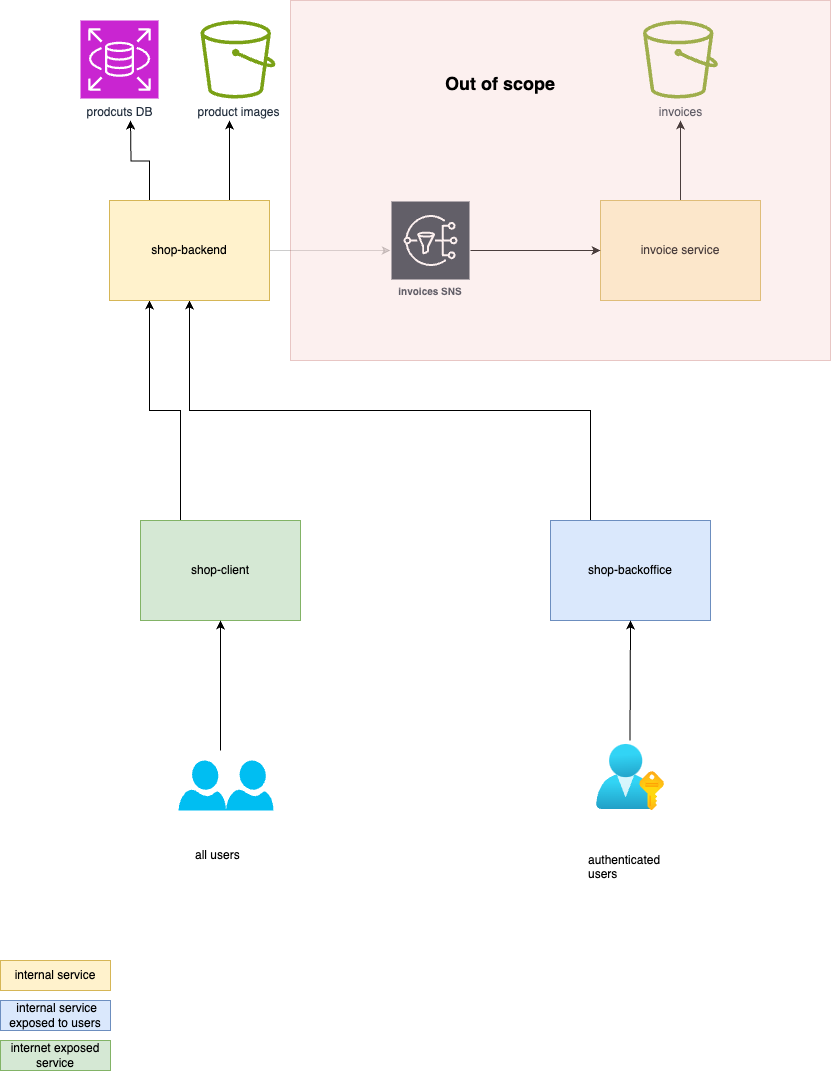 Out of scope
prodcuts DB
product images
invoices
shop-backend
invoice service
invoices SNS
shop-client
shop-backoffice
all users
authenticated
users
internal service
internal service
exposed to users
internet exposed
service